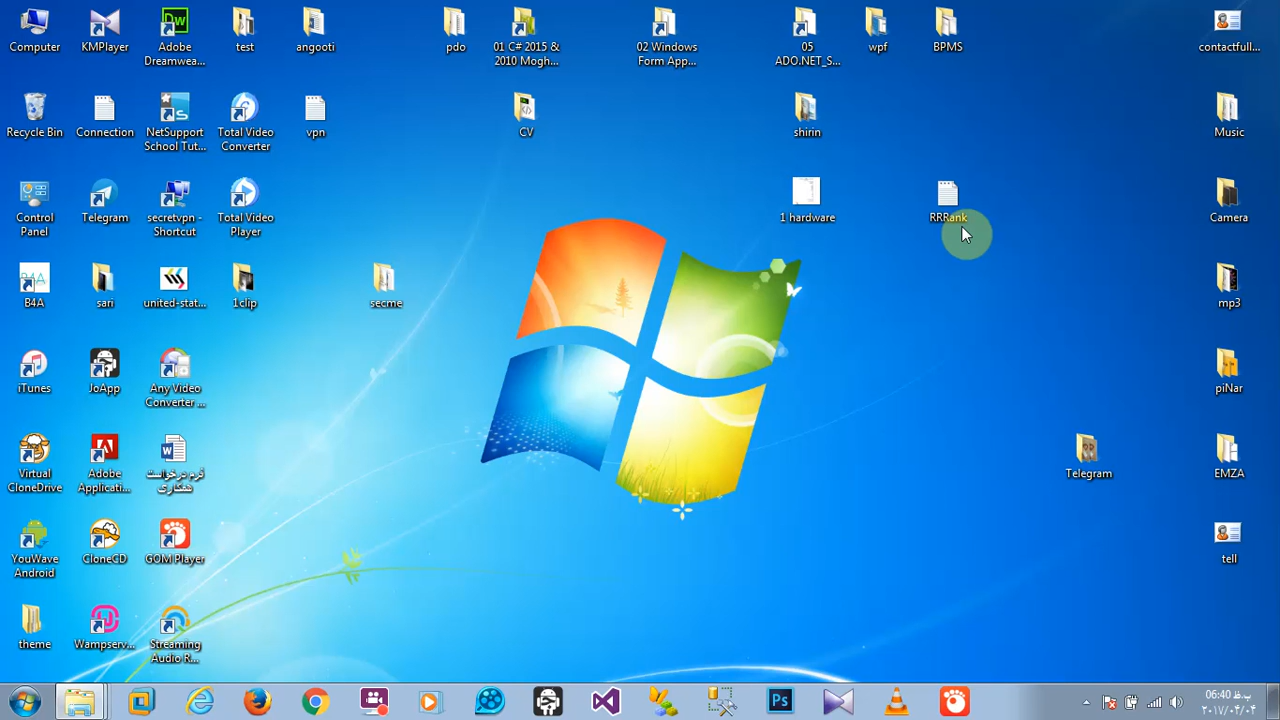 Computer
KMPlayer
Adobe
Dreamwea...
test
angooti
pdo
01 C# 2015 &
2010 Mogh...
02 Windows
Form App...
05
ADO.NET_S...
wpf
BPMS
contactfull...
Recycle Bin
Connection
NetSupport
School Tut...
Total Video
Converter
vpn
CV
shirin
Music
Control
Panel
Telegram
secretvpn -
Shortcut
Total Video
Player
1 hardware
RRRank
Camera
B4A
sari
united-stat...
1clip
secme
mp3
iTunes
JoApp
Any Video
Converter ...
piNar
Virtual
CloneDrive
Adobe
Applicati...
فرم درخواست
همکاری
Telegram
EMZA
YouWave
Android
CloneCD
GOM Player
tell
theme
Wampserv...
Streaming
Audio R...
Dw
B4A
W
Ps
06:40 ب.ظ
۲۰۱۷/۰۴/۰۴